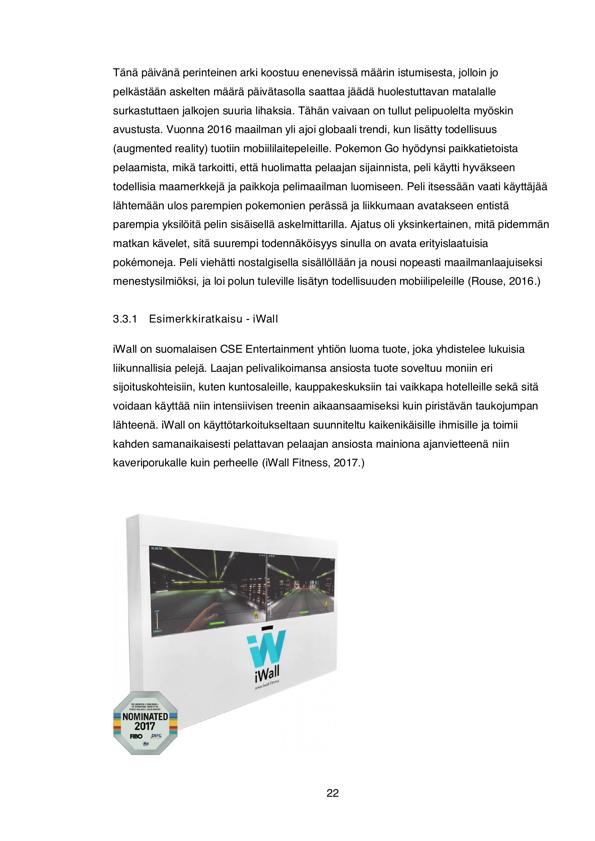 Tänä päivänä perinteinen arki koostuu enenevissä määrin istumisesta, jolloin jo
pelkästään askelten määrä päivätasolla saattaa jäädä huolestuttavan matalalle
surkastuttaen jalkojen suuria lihaksia. Tähän vaivaan on tullut pelipuolelta myöskin
avustusta. Vuonna 2016 maailman yli ajoi globaali trendi, kun lisätty todellisuus
(augmented reality) tuotiin mobiililaitepeleille. Pokemon Go hyödynsi paikkatietoista
pelaamista, mikä tarkoitti, että huolimatta pelaajan sijainnista, peli käytti hyväkseen
todellisia maamerkkejä ja paikkoja pelimaailman luomiseen. Peli itsessään vaati käyttäjää
lähtemään ulos parempien pokemonien perässä ja liikkumaan avatakseen entistä
parempia yksilöitä pelin sisäisellä askelmittarilla. Ajatus oli yksinkertainen, mitä pidemmän
matkan kävelet, sitä suurempi todennäköisyys sinulla on avata erityislaatuisia
pokémoneja. Peli viehätti nostalgisella sisällöllään ja nousi nopeasti maailmanlaajuiseksi
menestysilmiöksi, ja loi polun tuleville lisätyn todellisuuden mobiilipeleille (Rouse, 2016.)
3.3.1 Esimerkkiratkaisu - iWall
iWall on suomalaisen CSE Entertainment yhtiön luoma tuote, joka yhdistelee lukuisia
liikunnallisia pelejä. Laajan pelivalikoimansa ansiosta tuote soveltuu moniin eri
sijoituskohteisiin, kuten kuntosaleille, kauppakeskuksiin tai vaikkapa hotelleille sekä sitä
voidaan käyttää niin intensiivisen treenin aikaansaamiseksi kuin piristävän taukojumpan
lähteenä. iWall on käyttötarkoitukseltaan suunniteltu kaikenikäisille ihmisille ja toimii
kahden samanaikaisesti pelattavan pelaajan ansiosta mainiona ajanvietteenä niin
kaveriporukalle kuin perheelle (iWall Fitness, 2017.)
iWall
NOMINATED
2017
FIBO
22